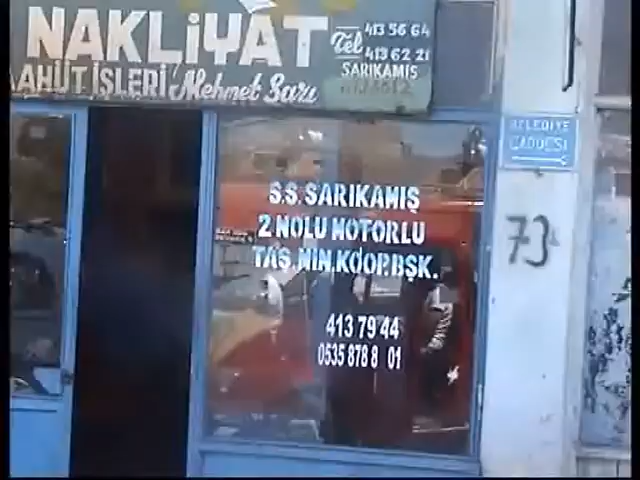 NAKLİYAT
Tel 413 56 64
413 62 21
SARIKAMIŞ
AHÜT İŞLERİ Mehmet Sarı
BELEDİYE
CADDESİ
S.S. SARIKAMIŞ
2 NOLU MOTORLU
TAŞ.MIN.KOOP.BŞK.
73
413 79 44
0535 878 8 01